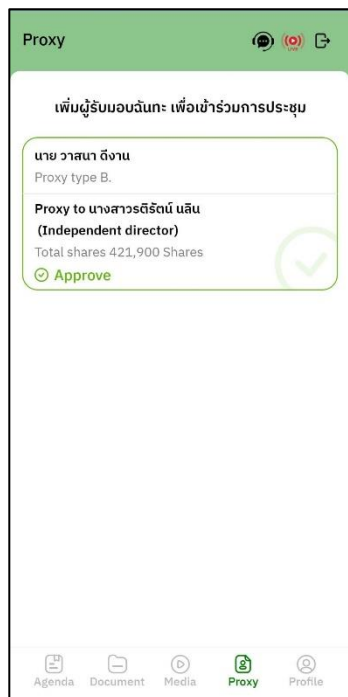 Proxy
LIVE
เพิ่มผู้รับมอบฉันทะ เพื่อเข้าร่วมการประชุม
นาย วาสนา ดีงาน
Proxy type B.
Proxy to นางสาวรติรัตน์ นลิน
(Independent director)
Total shares 421,900 Shares
Approve
Agenda Document Media Proxy Profile